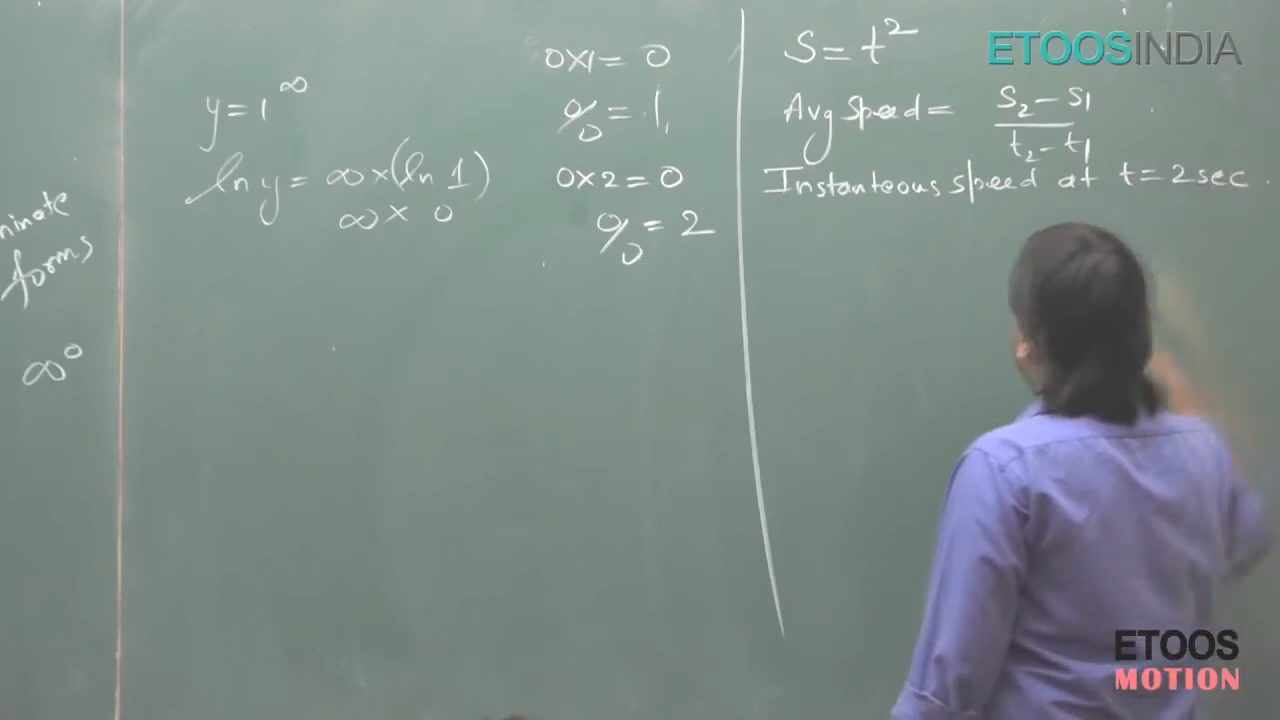 minate
forms
∞⁰
y = 1^∞
ln y = ∞ × (ln 1)
∞ × 0
0×1 = 0
0/0 = 1,
0×2 = 0
0/0 = 2
S = t²
Avg Speed = (S₂ − S₁)/(t₂ − t₁)
Instanteous speed at t = 2 sec.
ETOOSINDIA
ETOOS
MOTION